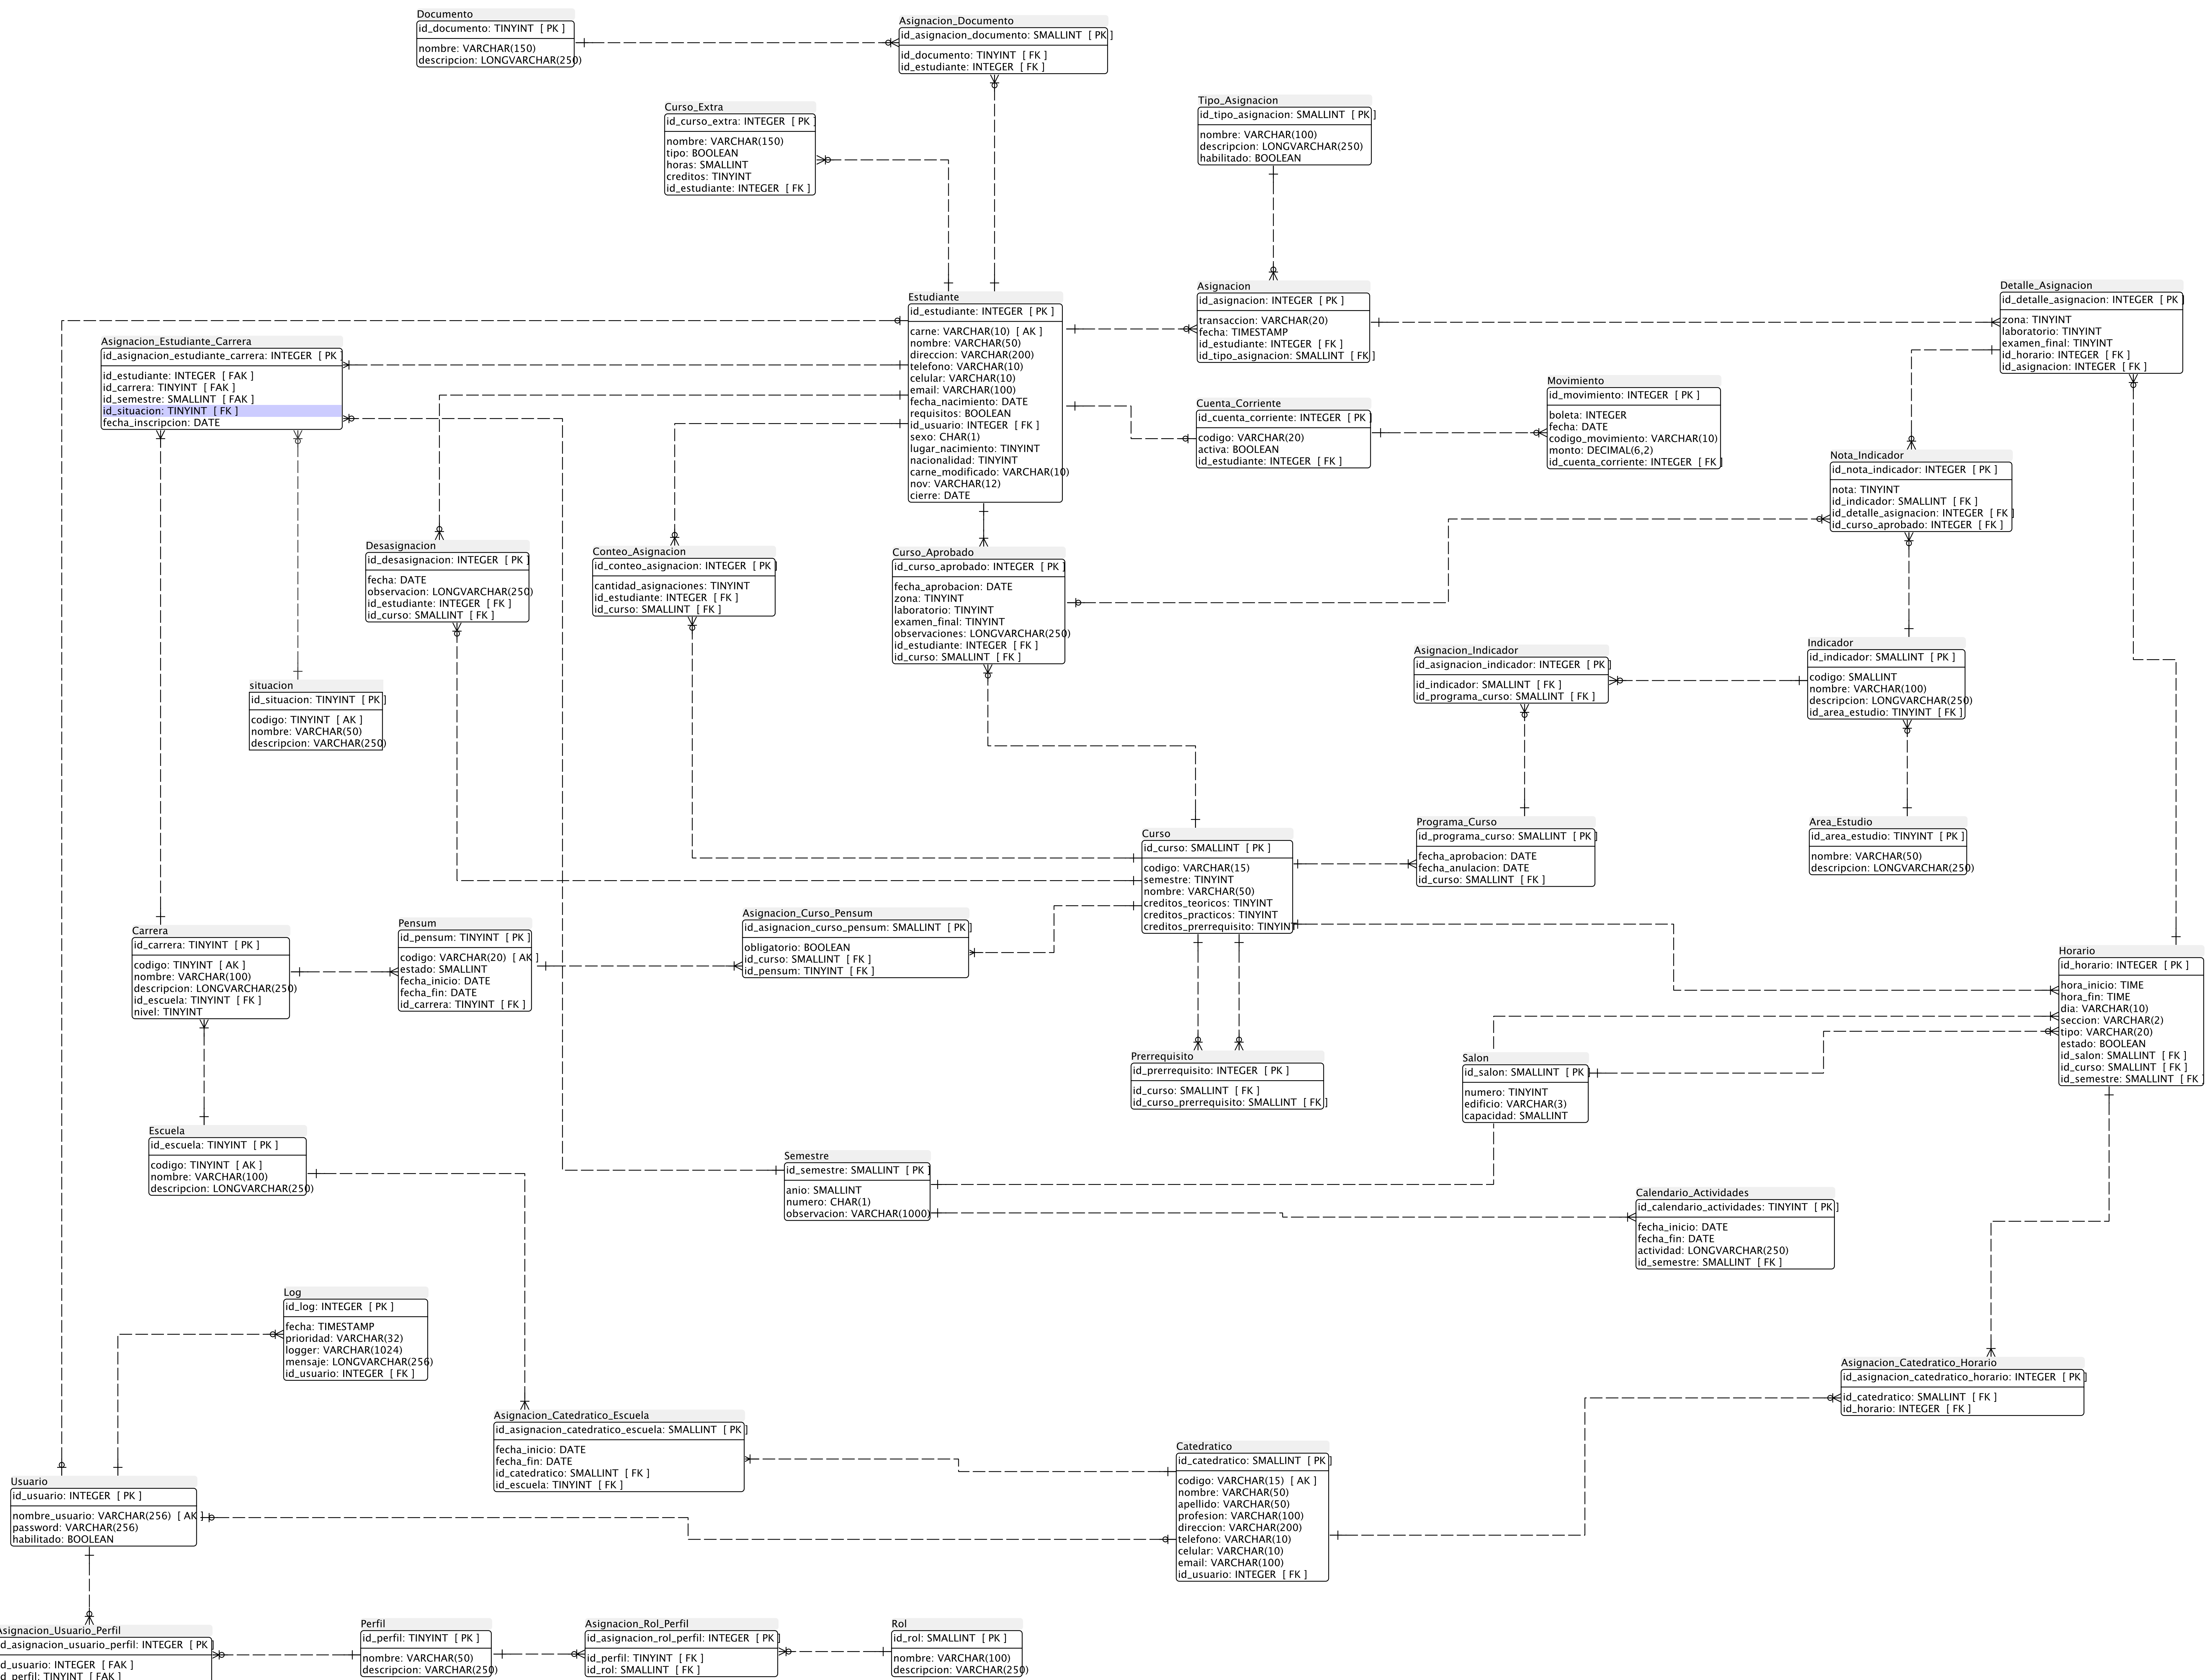 Documento
id_documento: TINYINT [ PK ]
nombre: VARCHAR(150)
descripcion: LONGVARCHAR(250)
Asignacion_Documento
id_asignacion_documento: SMALLINT [ PK ]
id_documento: TINYINT [ FK ]
id_estudiante: INTEGER [ FK ]
Curso_Extra
id_curso_extra: INTEGER [ PK ]
nombre: VARCHAR(150)
tipo: BOOLEAN
horas: SMALLINT
creditos: TINYINT
id_estudiante: INTEGER [ FK ]
Tipo_Asignacion
id_tipo_asignacion: SMALLINT [ PK ]
nombre: VARCHAR(100)
descripcion: LONGVARCHAR(250)
habilitado: BOOLEAN
Estudiante
id_estudiante: INTEGER [ PK ]
carne: VARCHAR(10) [ AK ]
nombre: VARCHAR(50)
direccion: VARCHAR(200)
telefono: VARCHAR(10)
celular: VARCHAR(10)
email: VARCHAR(100)
fecha_nacimiento: DATE
requisitos: BOOLEAN
id_usuario: INTEGER [ FK ]
sexo: CHAR(1)
lugar_nacimiento: TINYINT
nacionalidad: TINYINT
carne_modificado: VARCHAR(10)
nov: VARCHAR(12)
cierre: DATE
Asignacion
id_asignacion: INTEGER [ PK ]
transaccion: VARCHAR(20)
fecha: TIMESTAMP
id_estudiante: INTEGER [ FK ]
id_tipo_asignacion: SMALLINT [ FK ]
Detalle_Asignacion
id_detalle_asignacion: INTEGER [ PK ]
zona: TINYINT
laboratorio: TINYINT
examen_final: TINYINT
id_horario: INTEGER [ FK ]
id_asignacion: INTEGER [ FK ]
Asignacion_Estudiante_Carrera
id_asignacion_estudiante_carrera: INTEGER [ PK ]
id_estudiante: INTEGER [ FAK ]
id_carrera: TINYINT [ FAK ]
id_semestre: SMALLINT [ FAK ]
id_situacion: TINYINT [ FK ]
fecha_inscripcion: DATE
Cuenta_Corriente
id_cuenta_corriente: INTEGER [ PK ]
codigo: VARCHAR(20)
activa: BOOLEAN
id_estudiante: INTEGER [ FK ]
Movimiento
id_movimiento: INTEGER [ PK ]
boleta: INTEGER
fecha: DATE
codigo_movimiento: VARCHAR(10)
monto: DECIMAL(6,2)
id_cuenta_corriente: INTEGER [ FK ]
Nota_Indicador
id_nota_indicador: INTEGER [ PK ]
nota: TINYINT
id_indicador: SMALLINT [ FK ]
id_detalle_asignacion: INTEGER [ FK ]
id_curso_aprobado: INTEGER [ FK ]
Desasignacion
id_desasignacion: INTEGER [ PK ]
fecha: DATE
observacion: LONGVARCHAR(250)
id_estudiante: INTEGER [ FK ]
id_curso: SMALLINT [ FK ]
Conteo_Asignacion
id_conteo_asignacion: INTEGER [ PK ]
cantidad_asignaciones: TINYINT
id_estudiante: INTEGER [ FK ]
id_curso: SMALLINT [ FK ]
Curso_Aprobado
id_curso_aprobado: INTEGER [ PK ]
fecha_aprobacion: DATE
zona: TINYINT
laboratorio: TINYINT
examen_final: TINYINT
observaciones: LONGVARCHAR(250)
id_estudiante: INTEGER [ FK ]
id_curso: SMALLINT [ FK ]
situacion
id_situacion: TINYINT [ PK ]
codigo: TINYINT [ AK ]
nombre: VARCHAR(50)
descripcion: VARCHAR(250)
Asignacion_Indicador
id_asignacion_indicador: INTEGER [ PK ]
id_indicador: SMALLINT [ FK ]
id_programa_curso: SMALLINT [ FK ]
Indicador
id_indicador: SMALLINT [ PK ]
codigo: SMALLINT
nombre: VARCHAR(100)
descripcion: LONGVARCHAR(250)
id_area_estudio: TINYINT [ FK ]
Curso
id_curso: SMALLINT [ PK ]
codigo: VARCHAR(15)
semestre: TINYINT
nombre: VARCHAR(50)
creditos_teoricos: TINYINT
creditos_practicos: TINYINT
creditos_prerrequisito: TINYINT
Programa_Curso
id_programa_curso: SMALLINT [ PK ]
fecha_aprobacion: DATE
fecha_anulacion: DATE
id_curso: SMALLINT [ FK ]
Area_Estudio
id_area_estudio: TINYINT [ PK ]
nombre: VARCHAR(50)
descripcion: LONGVARCHAR(250)
Carrera
id_carrera: TINYINT [ PK ]
codigo: TINYINT [ AK ]
nombre: VARCHAR(100)
descripcion: LONGVARCHAR(250)
id_escuela: TINYINT [ FK ]
nivel: TINYINT
Pensum
id_pensum: TINYINT [ PK ]
codigo: VARCHAR(20) [ AK ]
estado: SMALLINT
fecha_inicio: DATE
fecha_fin: DATE
id_carrera: TINYINT [ FK ]
Asignacion_Curso_Pensum
id_asignacion_curso_pensum: SMALLINT [ PK ]
obligatorio: BOOLEAN
id_curso: SMALLINT [ FK ]
id_pensum: TINYINT [ FK ]
Horario
id_horario: INTEGER [ PK ]
hora_inicio: TIME
hora_fin: TIME
dia: VARCHAR(10)
seccion: VARCHAR(2)
tipo: VARCHAR(20)
estado: BOOLEAN
id_salon: SMALLINT [ FK ]
id_curso: SMALLINT [ FK ]
id_semestre: SMALLINT [ FK
Prerrequisito
id_prerrequisito: INTEGER [ PK ]
id_curso: SMALLINT [ FK ]
id_curso_prerrequisito: SMALLINT [ FK ]
Salon
id_salon: SMALLINT [ PK ]
numero: TINYINT
edificio: VARCHAR(3)
capacidad: SMALLINT
Escuela
id_escuela: TINYINT [ PK ]
codigo: TINYINT [ AK ]
nombre: VARCHAR(100)
descripcion: LONGVARCHAR(250)
Semestre
id_semestre: SMALLINT [ PK ]
anio: SMALLINT
numero: CHAR(1)
observacion: VARCHAR(1000)
Calendario_Actividades
id_calendario_actividades: TINYINT [ PK ]
fecha_inicio: DATE
fecha_fin: DATE
actividad: LONGVARCHAR(250)
id_semestre: SMALLINT [ FK ]
Log
id_log: INTEGER [ PK ]
fecha: TIMESTAMP
prioridad: VARCHAR(32)
logger: VARCHAR(1024)
mensaje: LONGVARCHAR(256)
id_usuario: INTEGER [ FK ]
Asignacion_Catedratico_Horario
id_asignacion_catedratico_horario: INTEGER [ PK ]
id_catedratico: SMALLINT [ FK ]
id_horario: INTEGER [ FK ]
Asignacion_Catedratico_Escuela
id_asignacion_catedratico_escuela: SMALLINT [ PK ]
fecha_inicio: DATE
fecha_fin: DATE
id_catedratico: SMALLINT [ FK ]
id_escuela: TINYINT [ FK ]
Catedratico
id_catedratico: SMALLINT [ PK ]
codigo: VARCHAR(15) [ AK ]
nombre: VARCHAR(50)
apellido: VARCHAR(50)
profesion: VARCHAR(100)
direccion: VARCHAR(200)
telefono: VARCHAR(10)
celular: VARCHAR(10)
email: VARCHAR(100)
id_usuario: INTEGER [ FK ]
Usuario
id_usuario: INTEGER [ PK ]
nombre_usuario: VARCHAR(256) [ AK ]
password: VARCHAR(256)
habilitado: BOOLEAN
Asignacion_Usuario_Perfil
id_asignacion_usuario_perfil: INTEGER [ PK ]
id_usuario: INTEGER [ FAK ]
id_perfil: TINYINT [ FAK ]
Perfil
id_perfil: TINYINT [ PK ]
nombre: VARCHAR(50)
descripcion: VARCHAR(250)
Asignacion_Rol_Perfil
id_asignacion_rol_perfil: INTEGER [ PK ]
id_perfil: TINYINT [ FK ]
id_rol: SMALLINT [ FK ]
Rol
id_rol: SMALLINT [ PK ]
nombre: VARCHAR(100)
descripcion: VARCHAR(250)